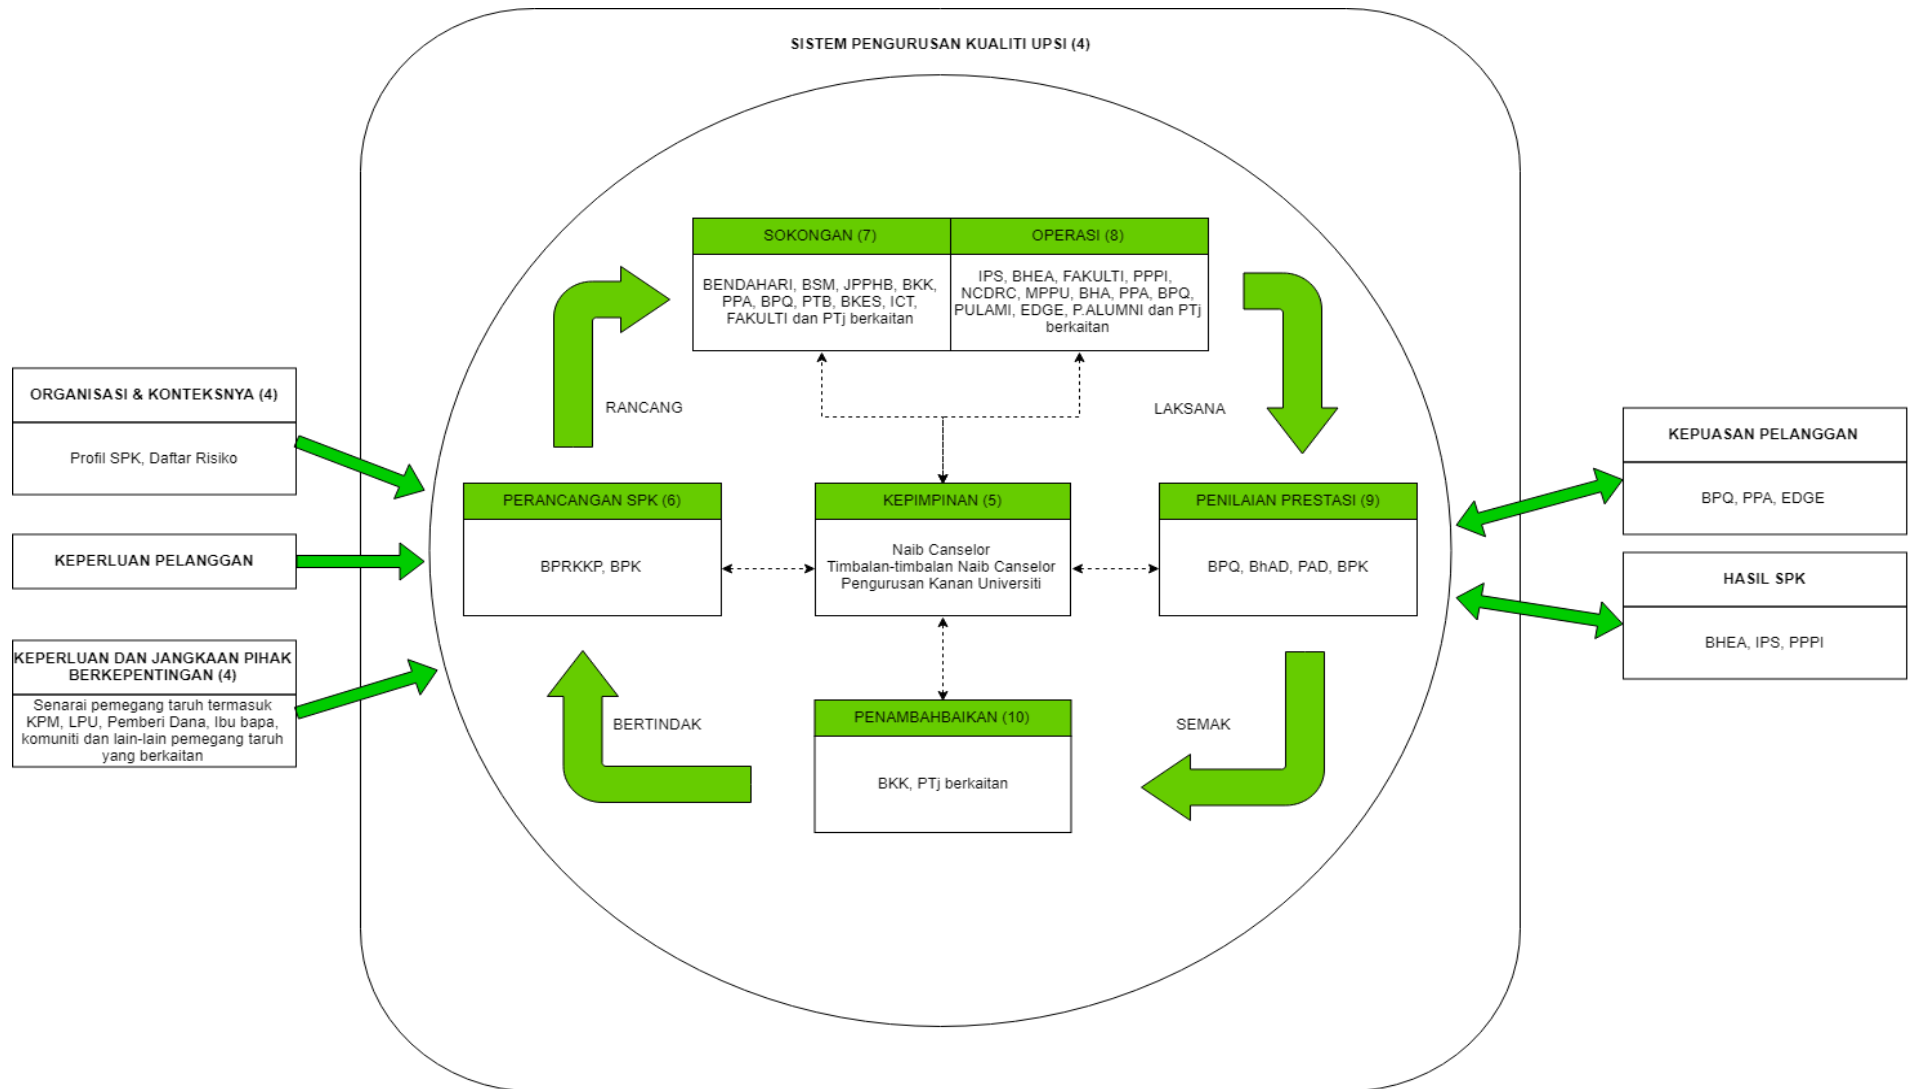 SISTEM PENGURUSAN KUALITI UPSI (4)
SOKONGAN (7)
BENDAHARI, BSM, JPPHB, BKK,
PPA, BPQ, PTB, BKES, ICT,
FAKULTI dan PTj berkaitan
OPERASI (8)
IPS, BHEA, FAKULTI, PPPI,
NCDRC, MPPU, BHA, PPA, BPQ,
PULAMI, EDGE, P.ALUMNI dan PTj
berkaitan
RANCANG
LAKSANA
ORGANISASI & KONTEKSNYA (4)
Profil SPK, Daftar Risiko
KEPERLUAN PELANGGAN
KEPERLUAN DAN JANGKAAN PIHAK
BERKEPENTINGAN (4)
Senarai pemegang taruh termasuk
KPM, LPU, Pemberi Dana, Ibu bapa,
komuniti dan lain-lain pemegang taruh
yang berkaitan
PERANCANGAN SPK (6)
BPRKKP, BPK
KEPIMPINAN (5)
Naib Canselor
Timbalan-timbalan Naib Canselor
Pengurusan Kanan Universiti
PENILAIAN PRESTASI (9)
BPQ, BhAD, PAD, BPK
KEPUASAN PELANGGAN
BPQ, PPA, EDGE
HASIL SPK
BHEA, IPS, PPPI
BERTINDAK
PENAMBAHBAIKAN (10)
BKK, PTj berkaitan
SEMAK